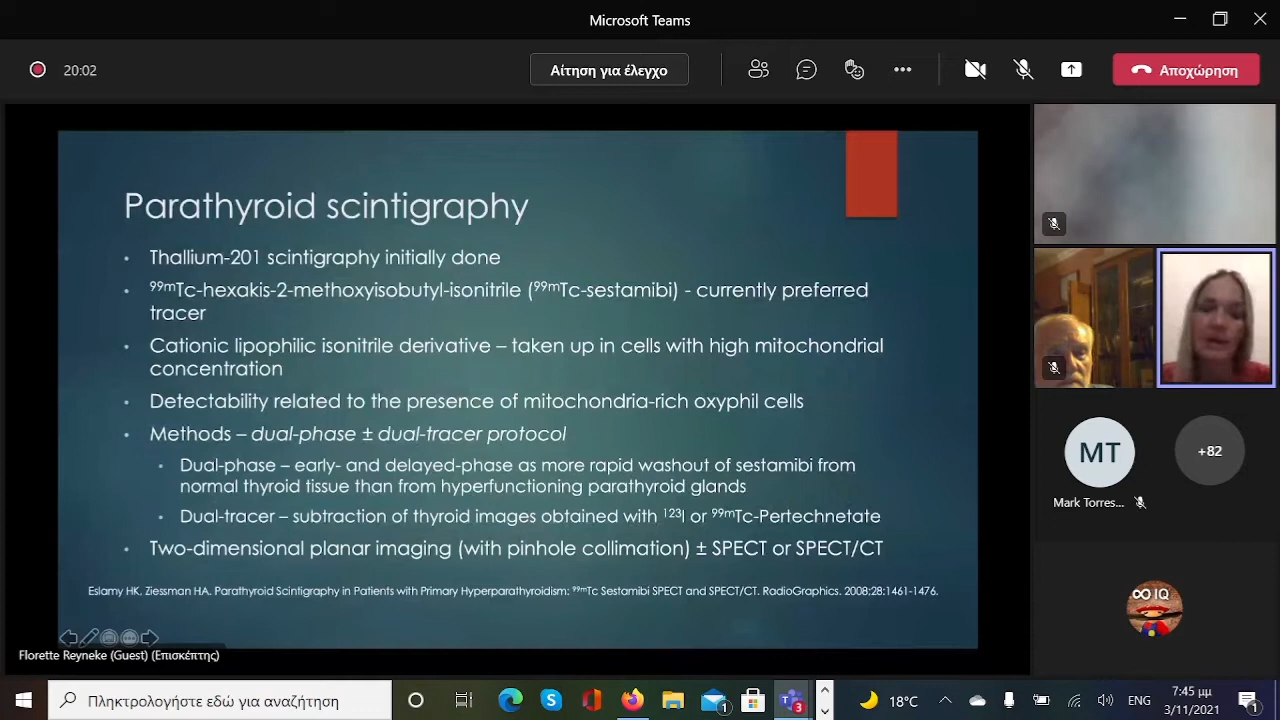 Microsoft Teams
20:02
Αίτηση για έλεγχο
Αποχώρηση
Parathyroid scintigraphy
• Thallium-201 scintigraphy initially done
• ⁹⁹ᵐTc-hexakis-2-methoxyisobutyl-isonitrile (⁹⁹ᵐTc-sestamibi) - currently preferred
tracer
• Cationic lipophilic isonitrile derivative – taken up in cells with high mitochondrial
concentration
• Detectability related to the presence of mitochondria-rich oxyphil cells
• Methods – dual-phase ± dual-tracer protocol
• Dual-phase – early- and delayed-phase as more rapid washout of sestamibi from
normal thyroid tissue than from hyperfunctioning parathyroid glands
• Dual-tracer – subtraction of thyroid images obtained with ¹²³I or ⁹⁹ᵐTc-Pertechnetate
• Two-dimensional planar imaging (with pinhole collimation) ± SPECT or SPECT/CT
Eslamy HK, Ziessman HA. Parathyroid Scintigraphy in Patients with Primary Hyperparathyroidism: ⁹⁹ᵐTc Sestamibi SPECT and SPECT/CT. RadioGraphics. 2008;28:1461-1476.
Florette Reyneke (Guest) (Επισκέπτης)
MT
+82
Mark Torres...
∞ IQ
Πληκτρολογήστε εδώ για αναζήτηση
1
3
18°C
ENG
7:45 μμ
3/11/2021
1